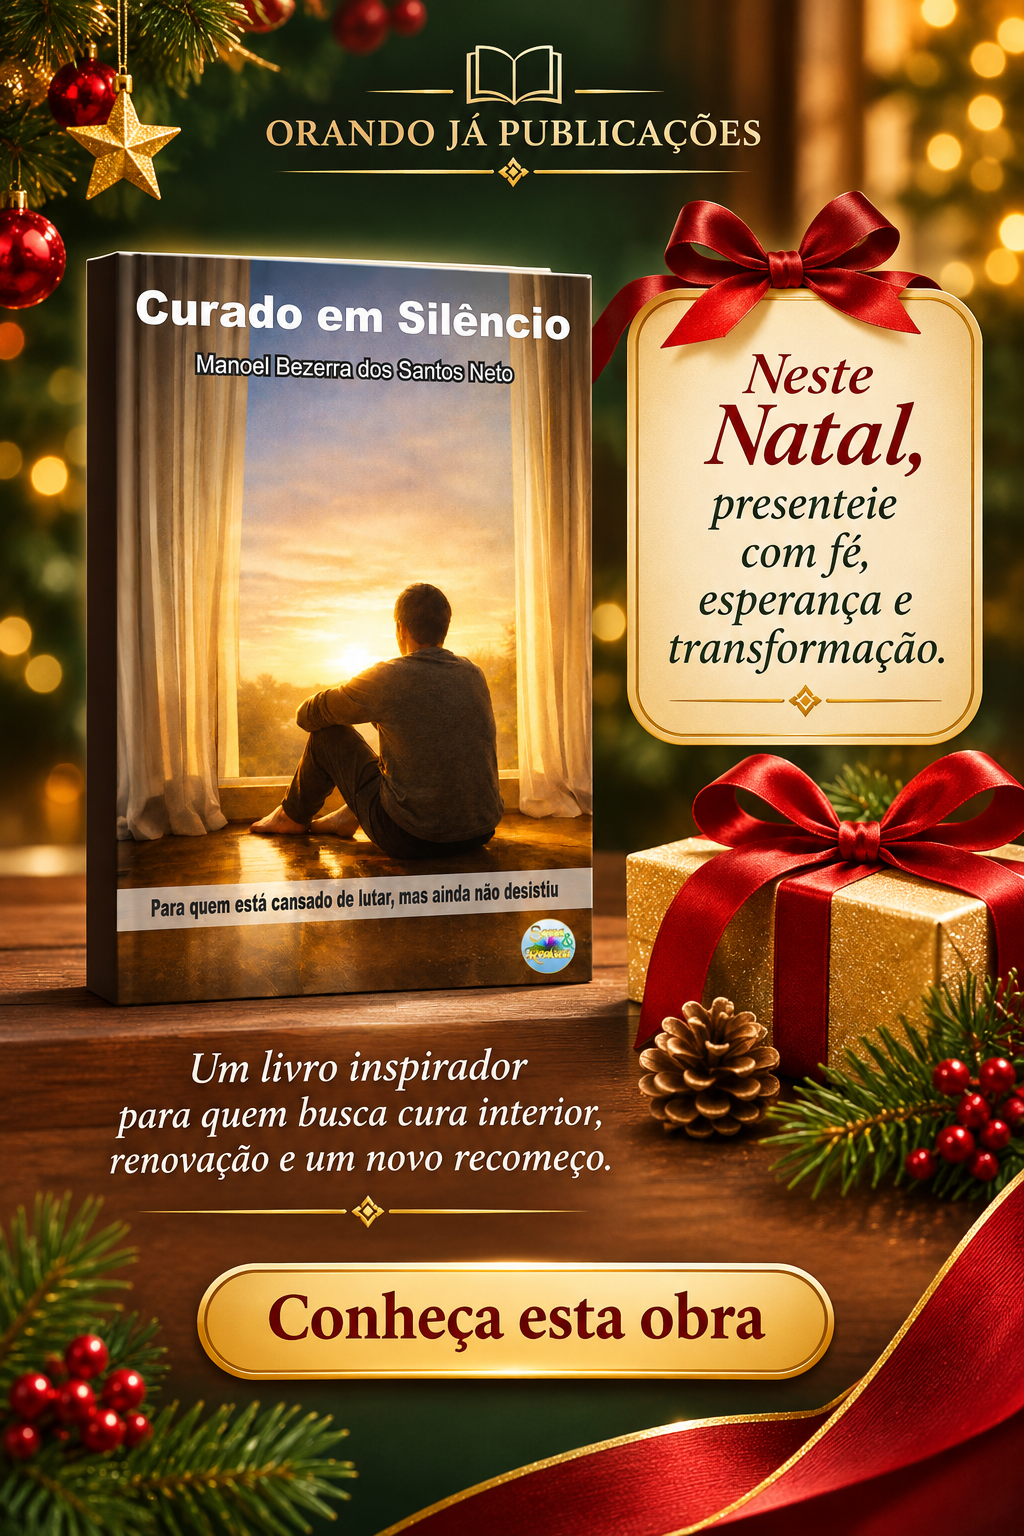 ORANDO JÁ PUBLICAÇÕES
Curado em Silêncio
Manoel Bezerra dos Santos Neto
Para quem está cansado de lutar, mas ainda não desistiu
Neste
Natal,
presenteie
com fé,
esperança e
transformação.
Um livro inspirador
para quem busca cura interior,
renovação e um novo recomeço.
Conheça esta obra